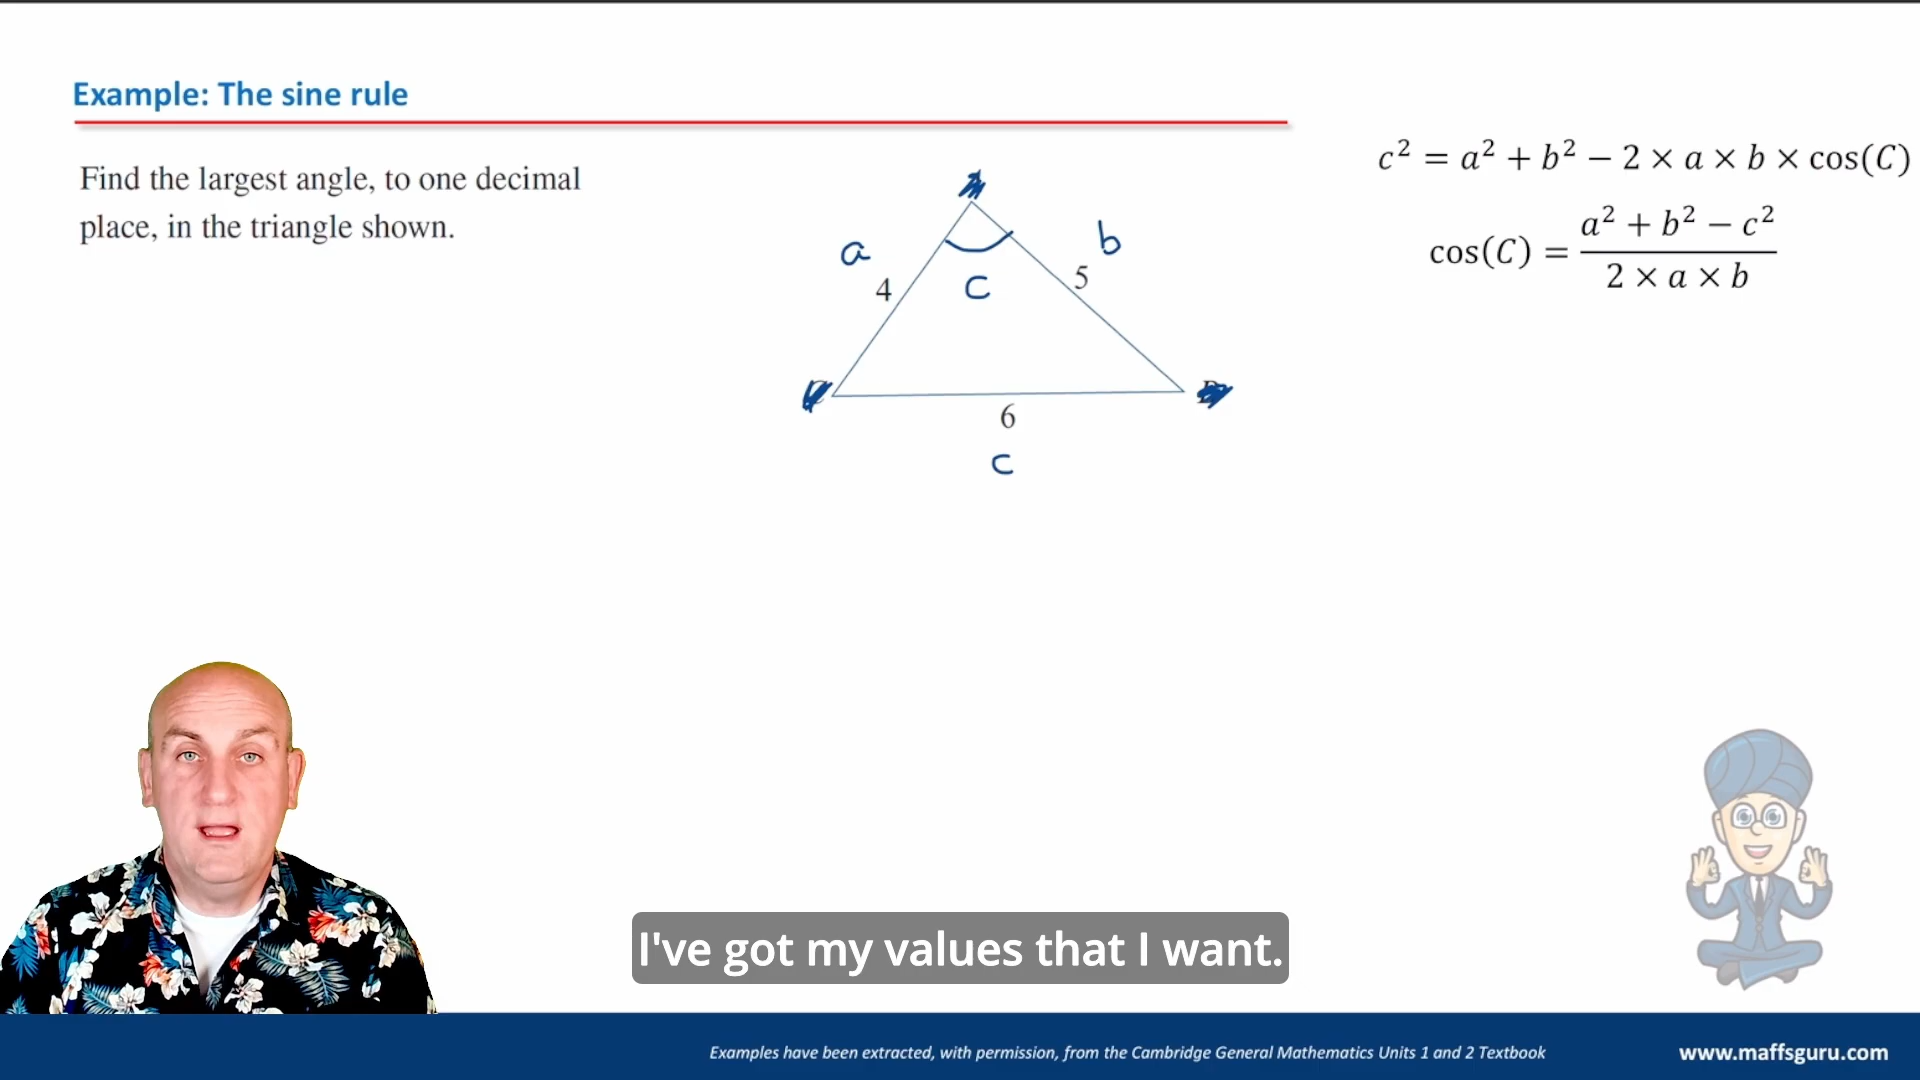 Example: The sine rule
Find the largest angle, to one decimal
place, in the triangle shown.
a
4
C
b
5
6
c
c² = a² + b² − 2 × a × b × cos(C)
cos(C) = a² + b² − c² / 2 × a × b
I've got my values that I want.
Examples have been extracted, with permission, from the Cambridge General Mathematics Units 1 and 2 Textbook
www.maffsguru.com